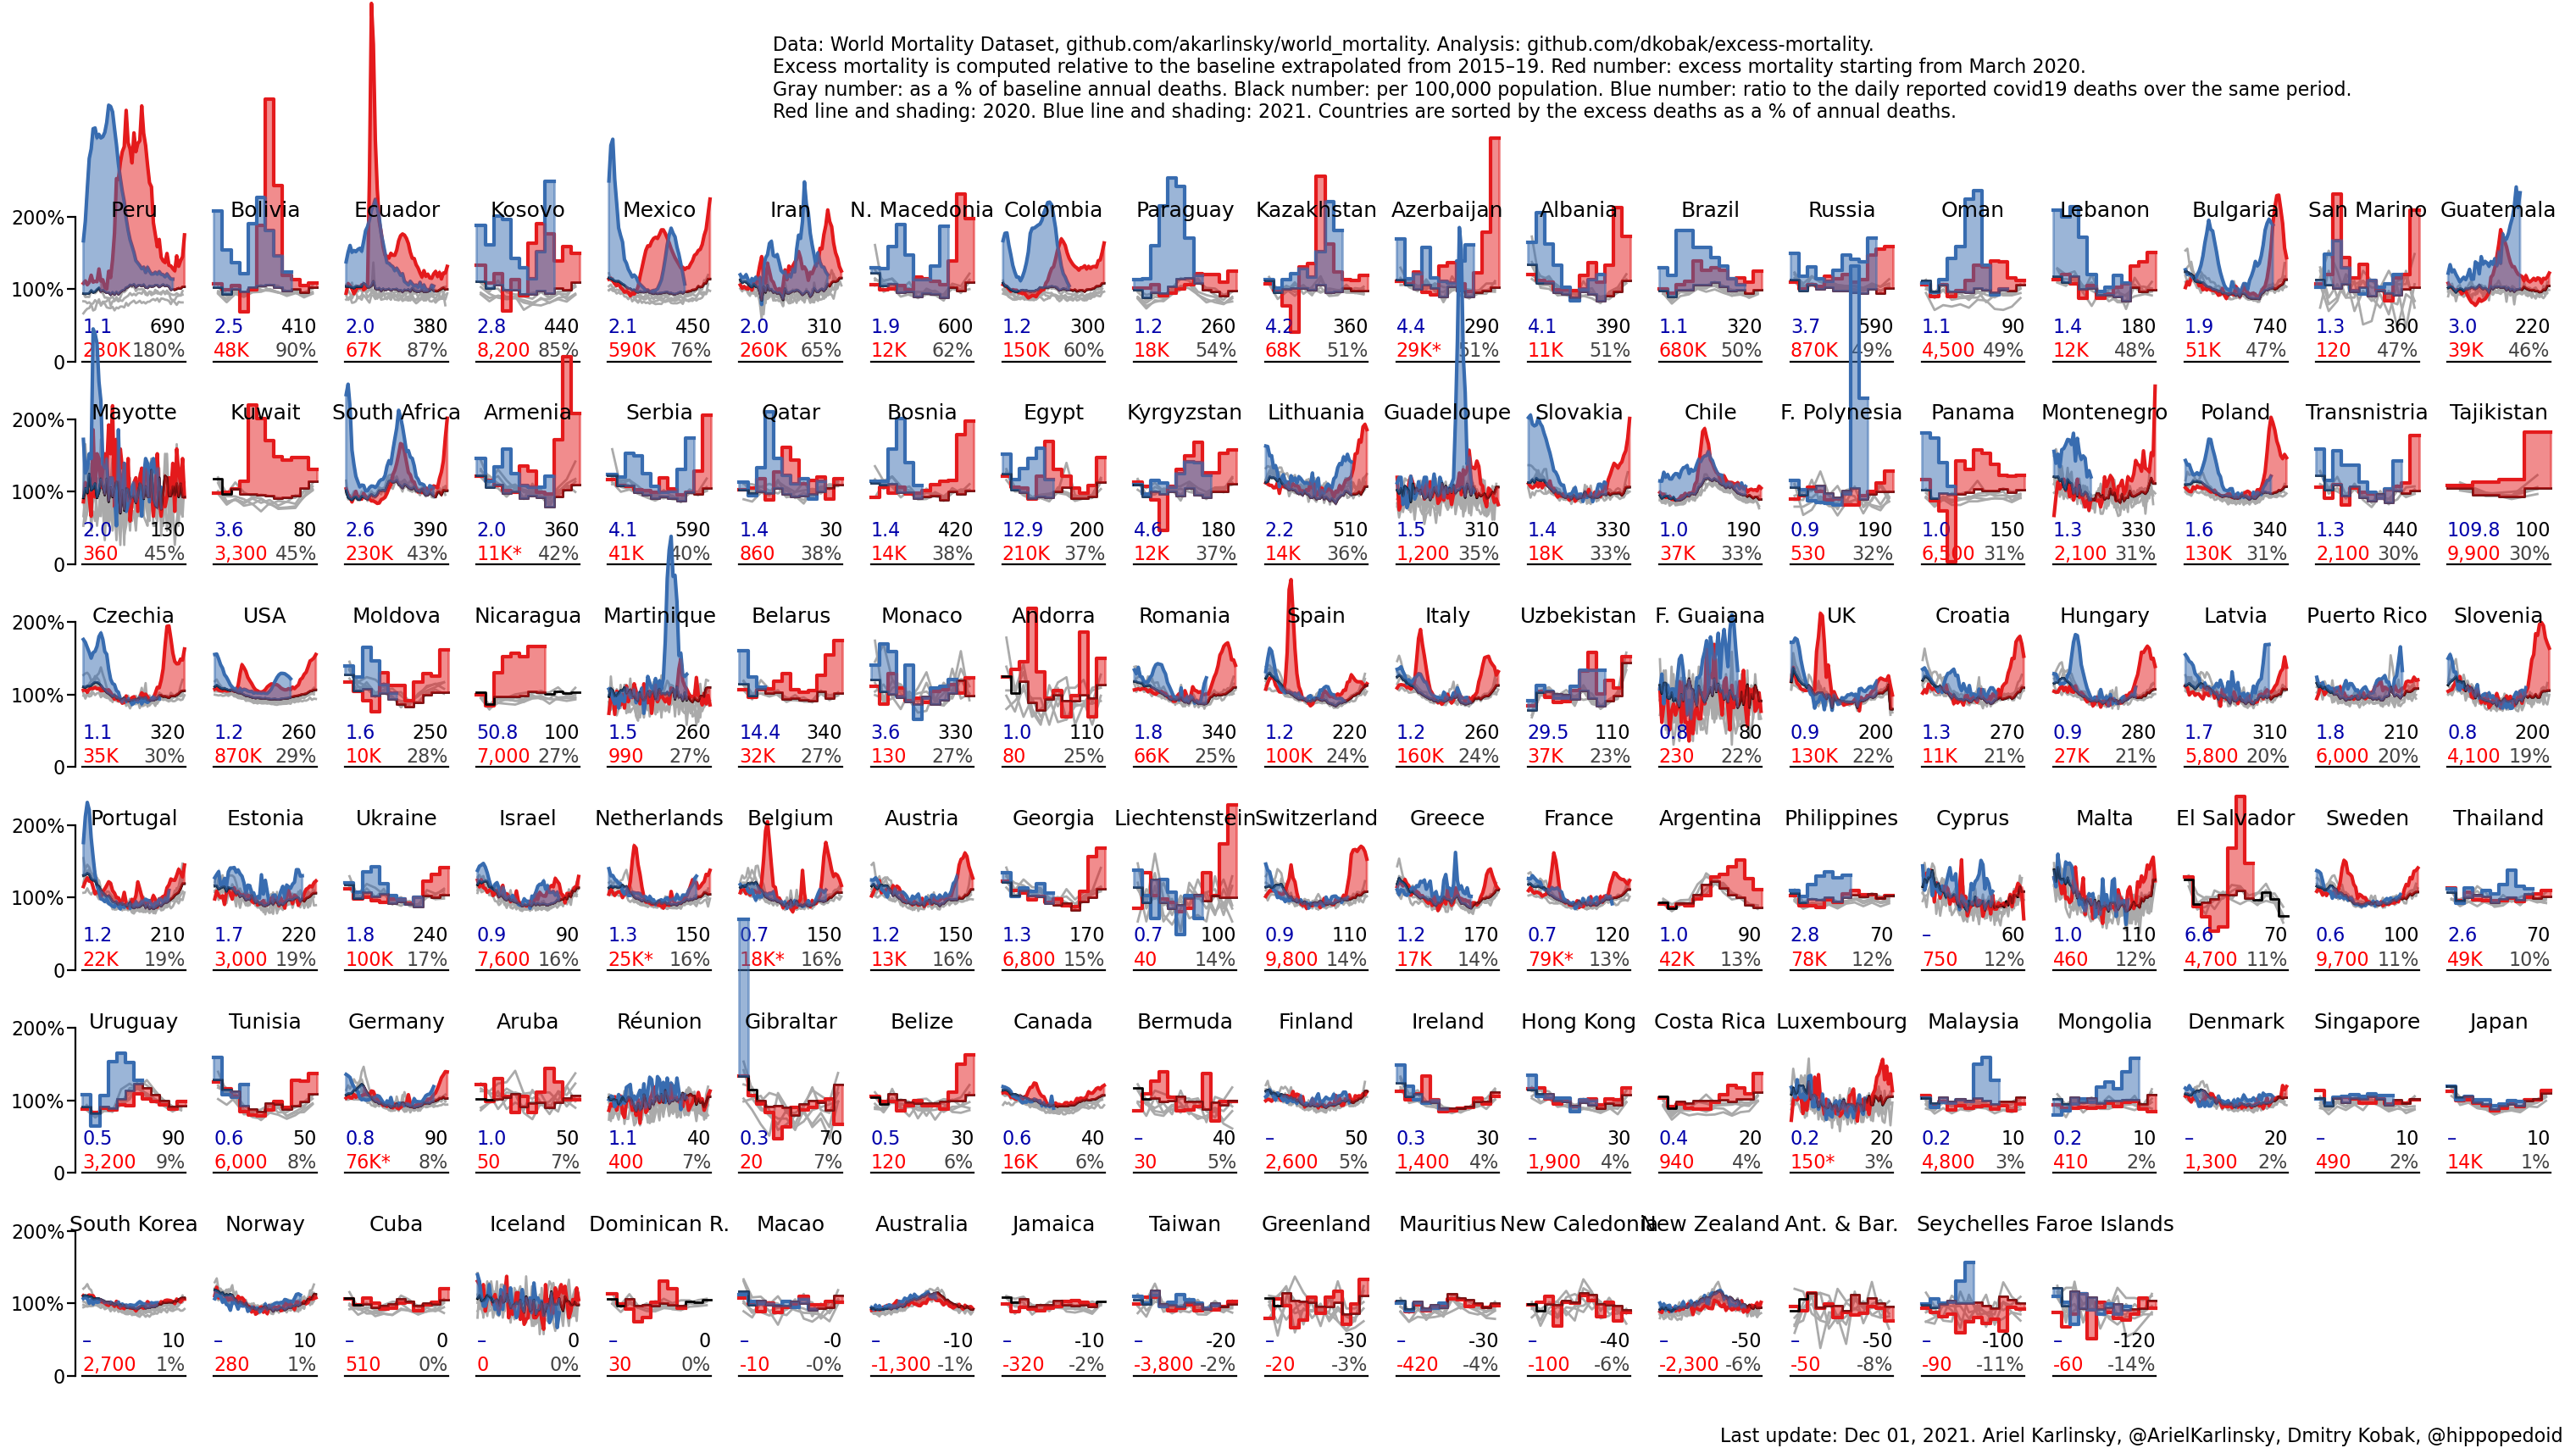 Data: World Mortality Dataset, github.com/akarlinsky/world_mortality. Analysis: github.com/dkobak/excess-mortality.
Excess mortality is computed relative to the baseline extrapolated from 2015–19. Red number: excess mortality starting from March 2020.
Gray number: as a % of baseline annual deaths. Black number: per 100,000 population. Blue number: ratio to the daily reported covid19 deaths over the same period.
Red line and shading: 2020. Blue line and shading: 2021. Countries are sorted by the excess deaths as a % of annual deaths.
200% Peru Bolivia Ecuador Kosovo Mexico Iran N. Macedonia Colombia Paraguay Kazakhstan Azerbaijan Albania Brazil Russia Oman Lebanon Bulgaria San Marino Guatemala
100%
1.1 690 2.5 410 2.0 380 2.8 440 2.1 450 2.0 310 1.9 600 1.2 300 1.2 260 4.2 360 4.4 290 4.1 390 1.1 320 3.7 590 1.1 90 1.4 180 1.9 740 1.3 360 3.0 220
0 230K 180% 48K 90% 67K 87% 8,200 85% 590K 76% 260K 65% 12K 62% 150K 60% 18K 54% 68K 51% 29K* 51% 11K 51% 680K 50% 870K 49% 4,500 49% 12K 48% 51K 47% 120 47% 39K 46%
200% Mayotte Kuwait South Africa Armenia Serbia Qatar Bosnia Egypt Kyrgyzstan Lithuania Guadeloupe Slovakia Chile F. Polynesia Panama Montenegro Poland Transnistria Tajikistan
100%
2.0 130 3.6 80 2.6 390 2.0 360 4.1 590 1.4 30 1.4 420 12.9 200 4.6 180 2.2 510 1.5 310 1.4 330 1.0 190 0.9 190 1.0 150 1.3 330 1.6 340 1.3 440 109.8 100
0 360 45% 3,300 45% 230K 43% 11K* 42% 41K 40% 860 38% 14K 38% 210K 37% 12K 37% 14K 36% 1,200 35% 18K 33% 37K 33% 530 32% 6,500 31% 2,100 31% 130K 31% 2,100 30% 9,900 30%
200% Czechia USA Moldova Nicaragua Martinique Belarus Monaco Andorra Romania Spain Italy Uzbekistan F. Guaiana UK Croatia Hungary Latvia Puerto Rico Slovenia
100%
1.1 320 1.2 260 1.6 250 50.8 100 1.5 260 14.4 340 3.6 330 1.0 110 1.8 340 1.2 220 1.2 260 29.5 110 0.8 80 0.9 200 1.3 270 0.9 280 1.7 310 1.8 210 0.8 200
0 35K 30% 870K 29% 10K 28% 7,000 27% 990 27% 32K 27% 130 27% 80 25% 66K 25% 100K 24% 160K 24% 37K 23% 230 22% 130K 22% 11K 21% 27K 21% 5,800 20% 6,000 20% 4,100 19%
200% Portugal Estonia Ukraine Israel Netherlands Belgium Austria Georgia Liechtenstein Switzerland Greece France Argentina Philippines Cyprus Malta El Salvador Sweden Thailand
100%
1.2 210 1.7 220 1.8 240 0.9 90 1.3 150 0.7 150 1.2 150 1.3 170 0.7 100 0.9 110 1.2 170 0.7 120 1.0 90 2.8 70 – 60 1.0 110 6.6 70 0.6 100 2.6 70
0 22K 19% 3,000 19% 100K 17% 7,600 16% 25K* 16% 18K* 16% 13K 16% 6,800 15% 40 14% 9,800 14% 17K 14% 79K* 13% 42K 13% 78K 12% 750 12% 460 12% 4,700 11% 9,700 11% 49K 10%
200% Uruguay Tunisia Germany Aruba Réunion Gibraltar Belize Canada Bermuda Finland Ireland Hong Kong Costa Rica Luxembourg Malaysia Mongolia Denmark Singapore Japan
100%
0.5 90 0.6 50 0.8 90 1.0 50 1.1 40 0.3 70 0.5 30 0.6 40 – 40 – 50 0.3 30 – 30 0.4 20 0.2 20 0.2 10 0.2 10 – 20 – 10 – 10
0 3,200 9% 6,000 8% 76K* 8% 50 7% 400 7% 20 7% 120 6% 16K 6% 30 5% 2,600 5% 1,400 4% 1,900 4% 940 4% 150* 3% 4,800 3% 410 2% 1,300 2% 490 2% 14K 1%
200% South Korea Norway Cuba Iceland Dominican R. Macao Australia Jamaica Taiwan Greenland Mauritius New Caledonia New Zealand Ant. & Bar. Seychelles Faroe Islands
100%
– 10 – 10 – 0 – 0 – 0 – -0 – -10 – -10 – -20 – -30 – -30 – -40 – -50 – -50 – -100 – -120
0 2,700 1% 280 1% 510 0% 0 0% 30 0% -10 -0% -1,300 -1% -320 -2% -3,800 -2% -20 -3% -420 -4% -100 -6% -2,300 -6% -50 -8% -90 -11% -60 -14%
Last update: Dec 01, 2021. Ariel Karlinsky, @ArielKarlinsky, Dmitry Kobak, @hippopedoid